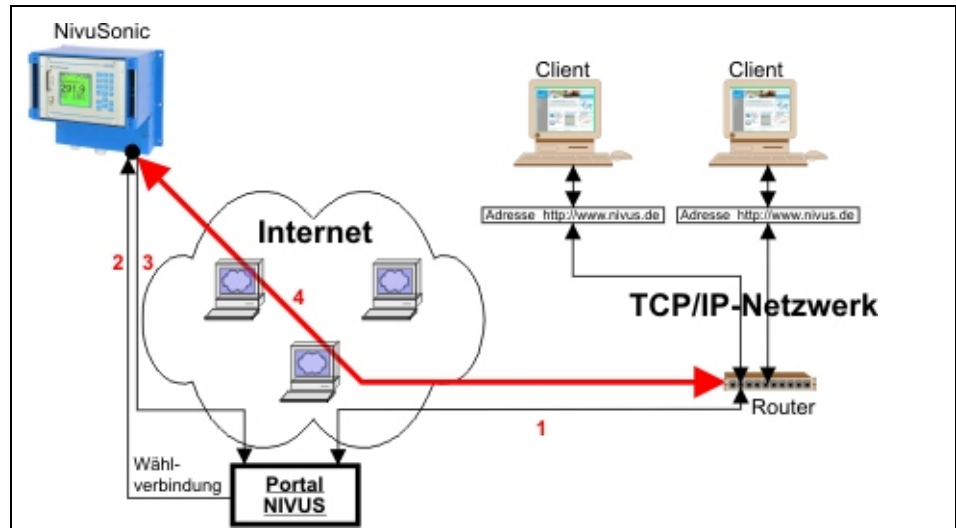 NivuSonic
Client
Client
Adresse http://www.nivus.de
Adresse http://www.nivus.de
Internet
2
3
4
TCP/IP-Netzwerk
Router
1
Wähl-
verbindung
Portal
NIVUS